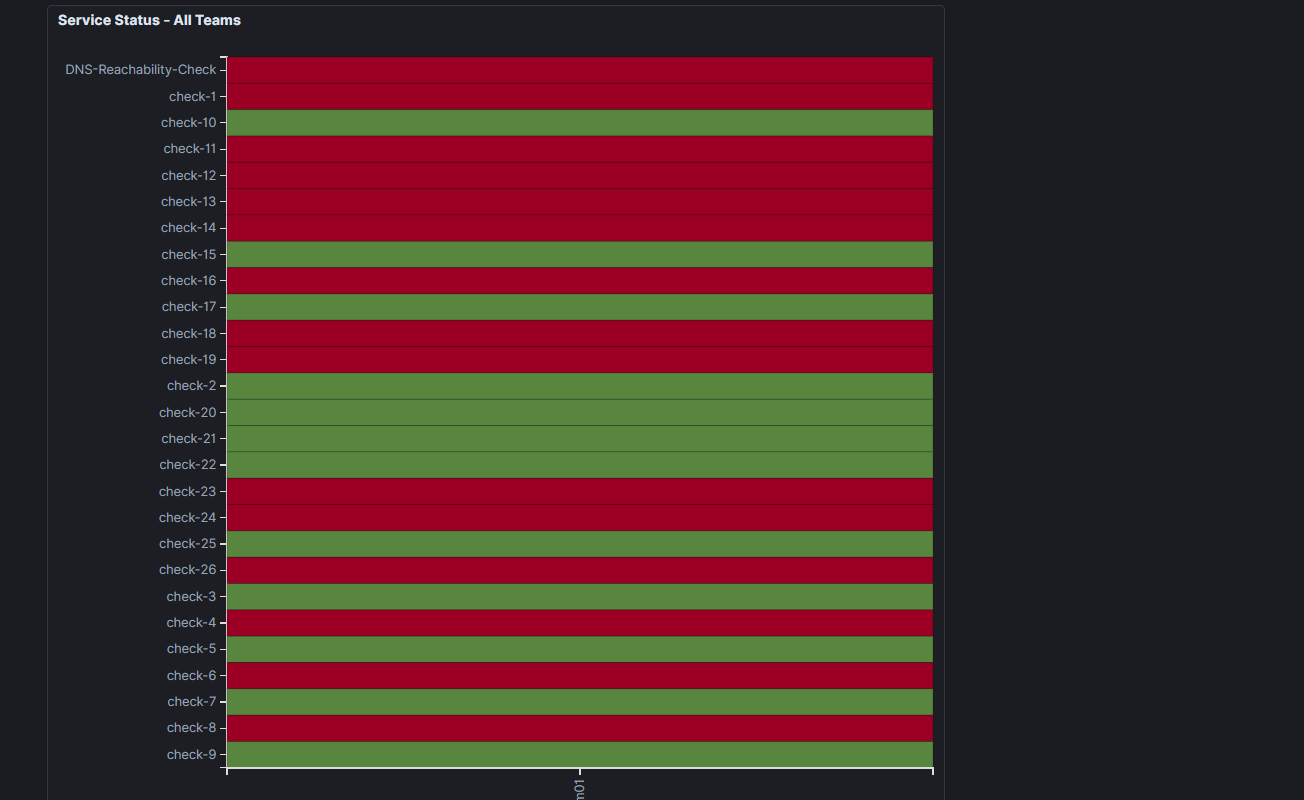 Service Status - All Teams
DNS-Reachability-Check
check-1
check-10
check-11
check-12
check-13
check-14
check-15
check-16
check-17
check-18
check-19
check-2
check-20
check-21
check-22
check-23
check-24
check-25
check-26
check-3
check-4
check-5
check-6
check-7
check-8
check-9